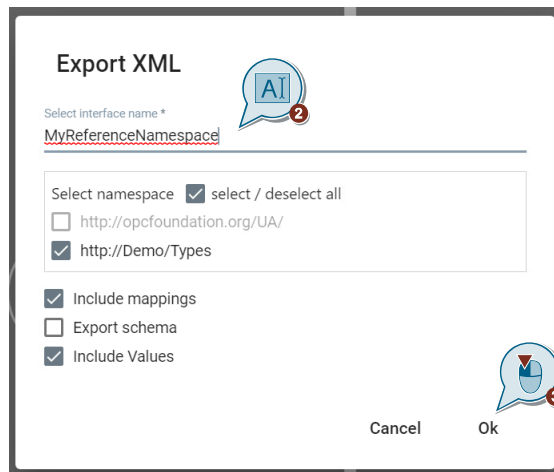 Export XML
A
2
Select interface name *
MyReferenceNamespace
Select namespace select / deselect all
http://opcfoundation.org/UA/
http://Demo/Types
Include mappings
Export schema
Include Values
3
Cancel Ok